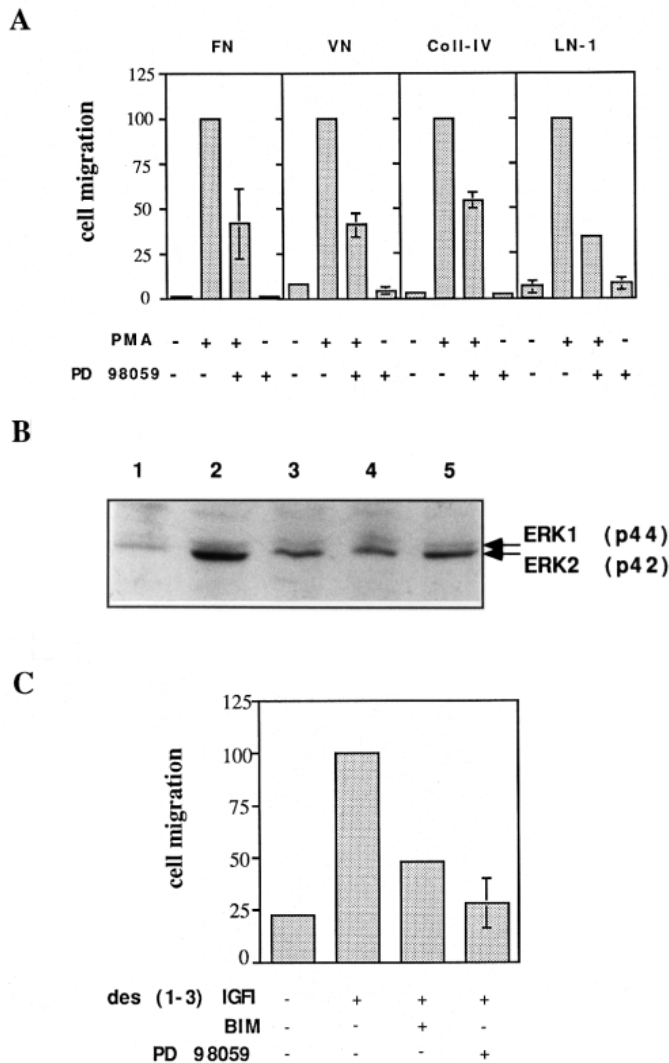 A
FN VN Coll-IV LN-1
125
100
75
50
25
0
cell migration
PMA - + + - - + + - - + + - - + + -
PD 98059 - - + + - - + + - - + + - - + +
B
1 2 3 4 5
ERK1 (p44)
ERK2 (p42)
C
125
100
75
50
25
0
cell migration
des (1-3) IGFI - + + +
BIM - - + -
PD 98059 - - - +